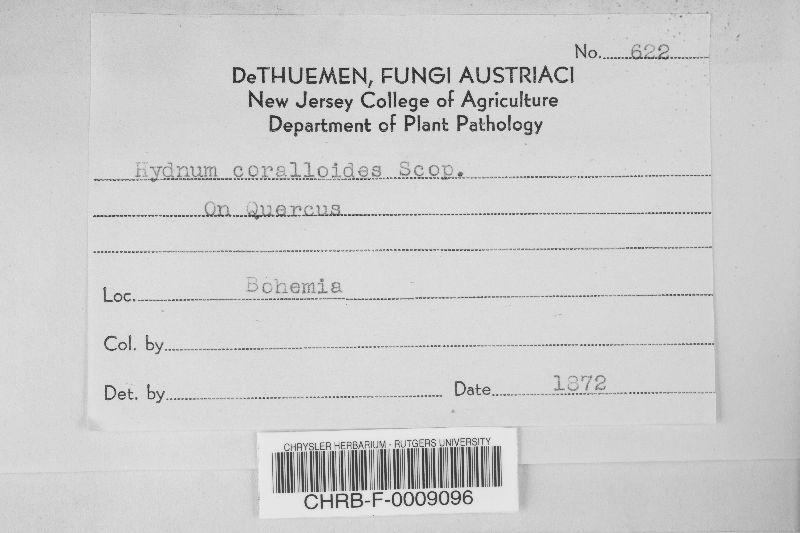 No. 622
DeTHUEMEN, FUNGI AUSTRIACI
New Jersey College of Agriculture
Department of Plant Pathology
Hydnum coralloides Scop.
On Quercus
Loc. Bohemia
Col. by
Det. by Date 1872
CHRYSLER HERBARIUM - RUTGERS UNIVERSITY
CHRB-F-0009096